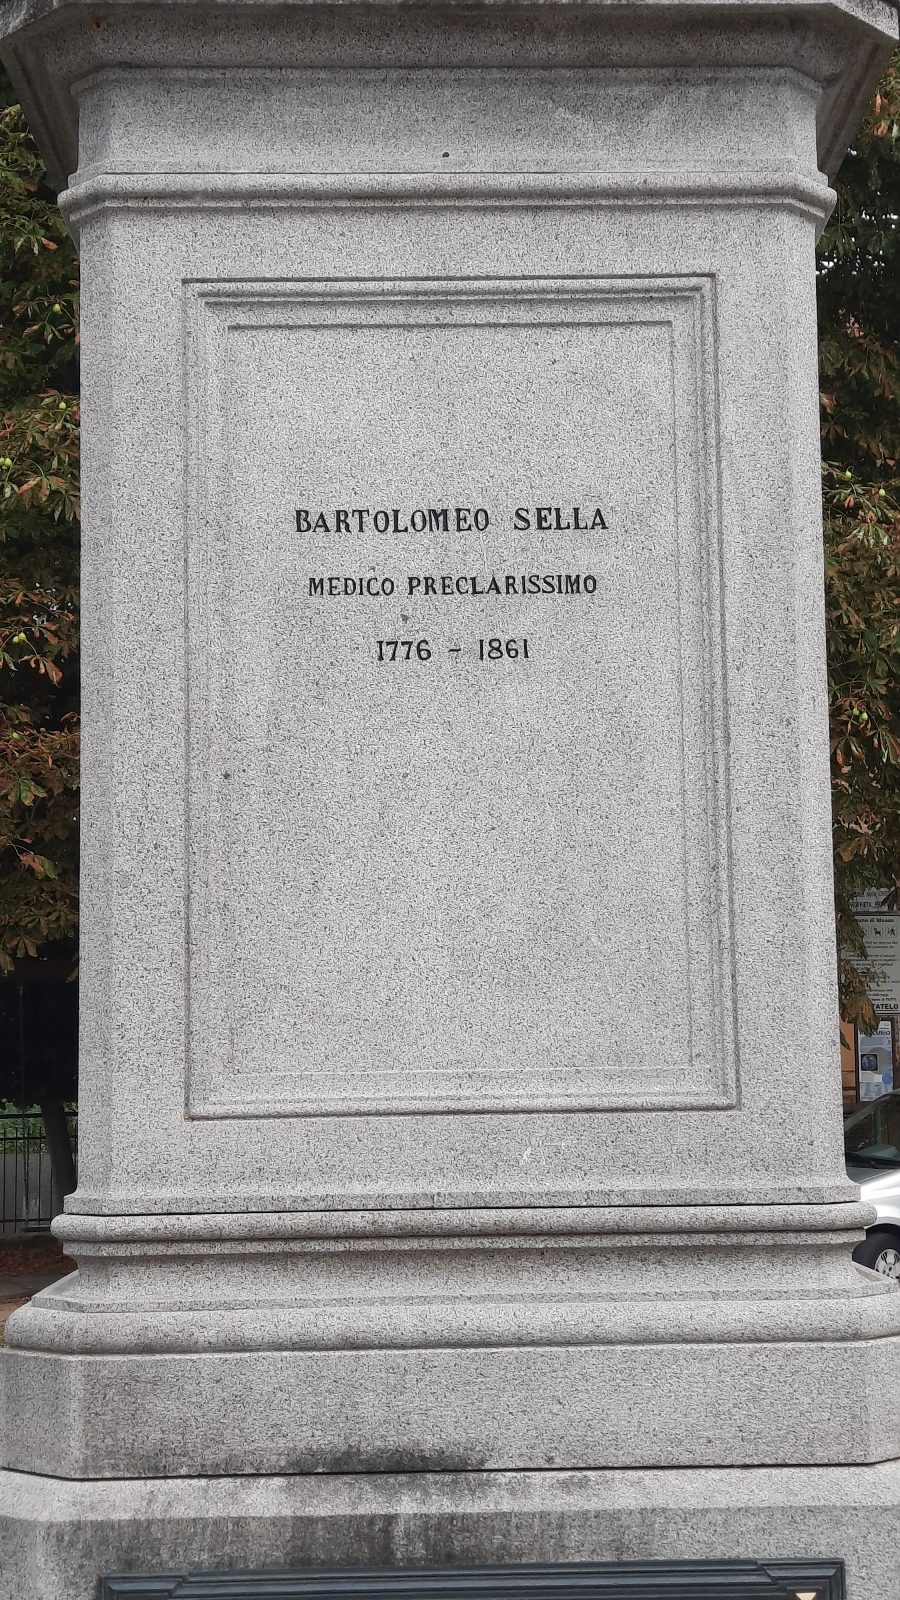 BARTOLOMEO SELLA
MEDICO PRECLARISSIMO
1776 - 1861